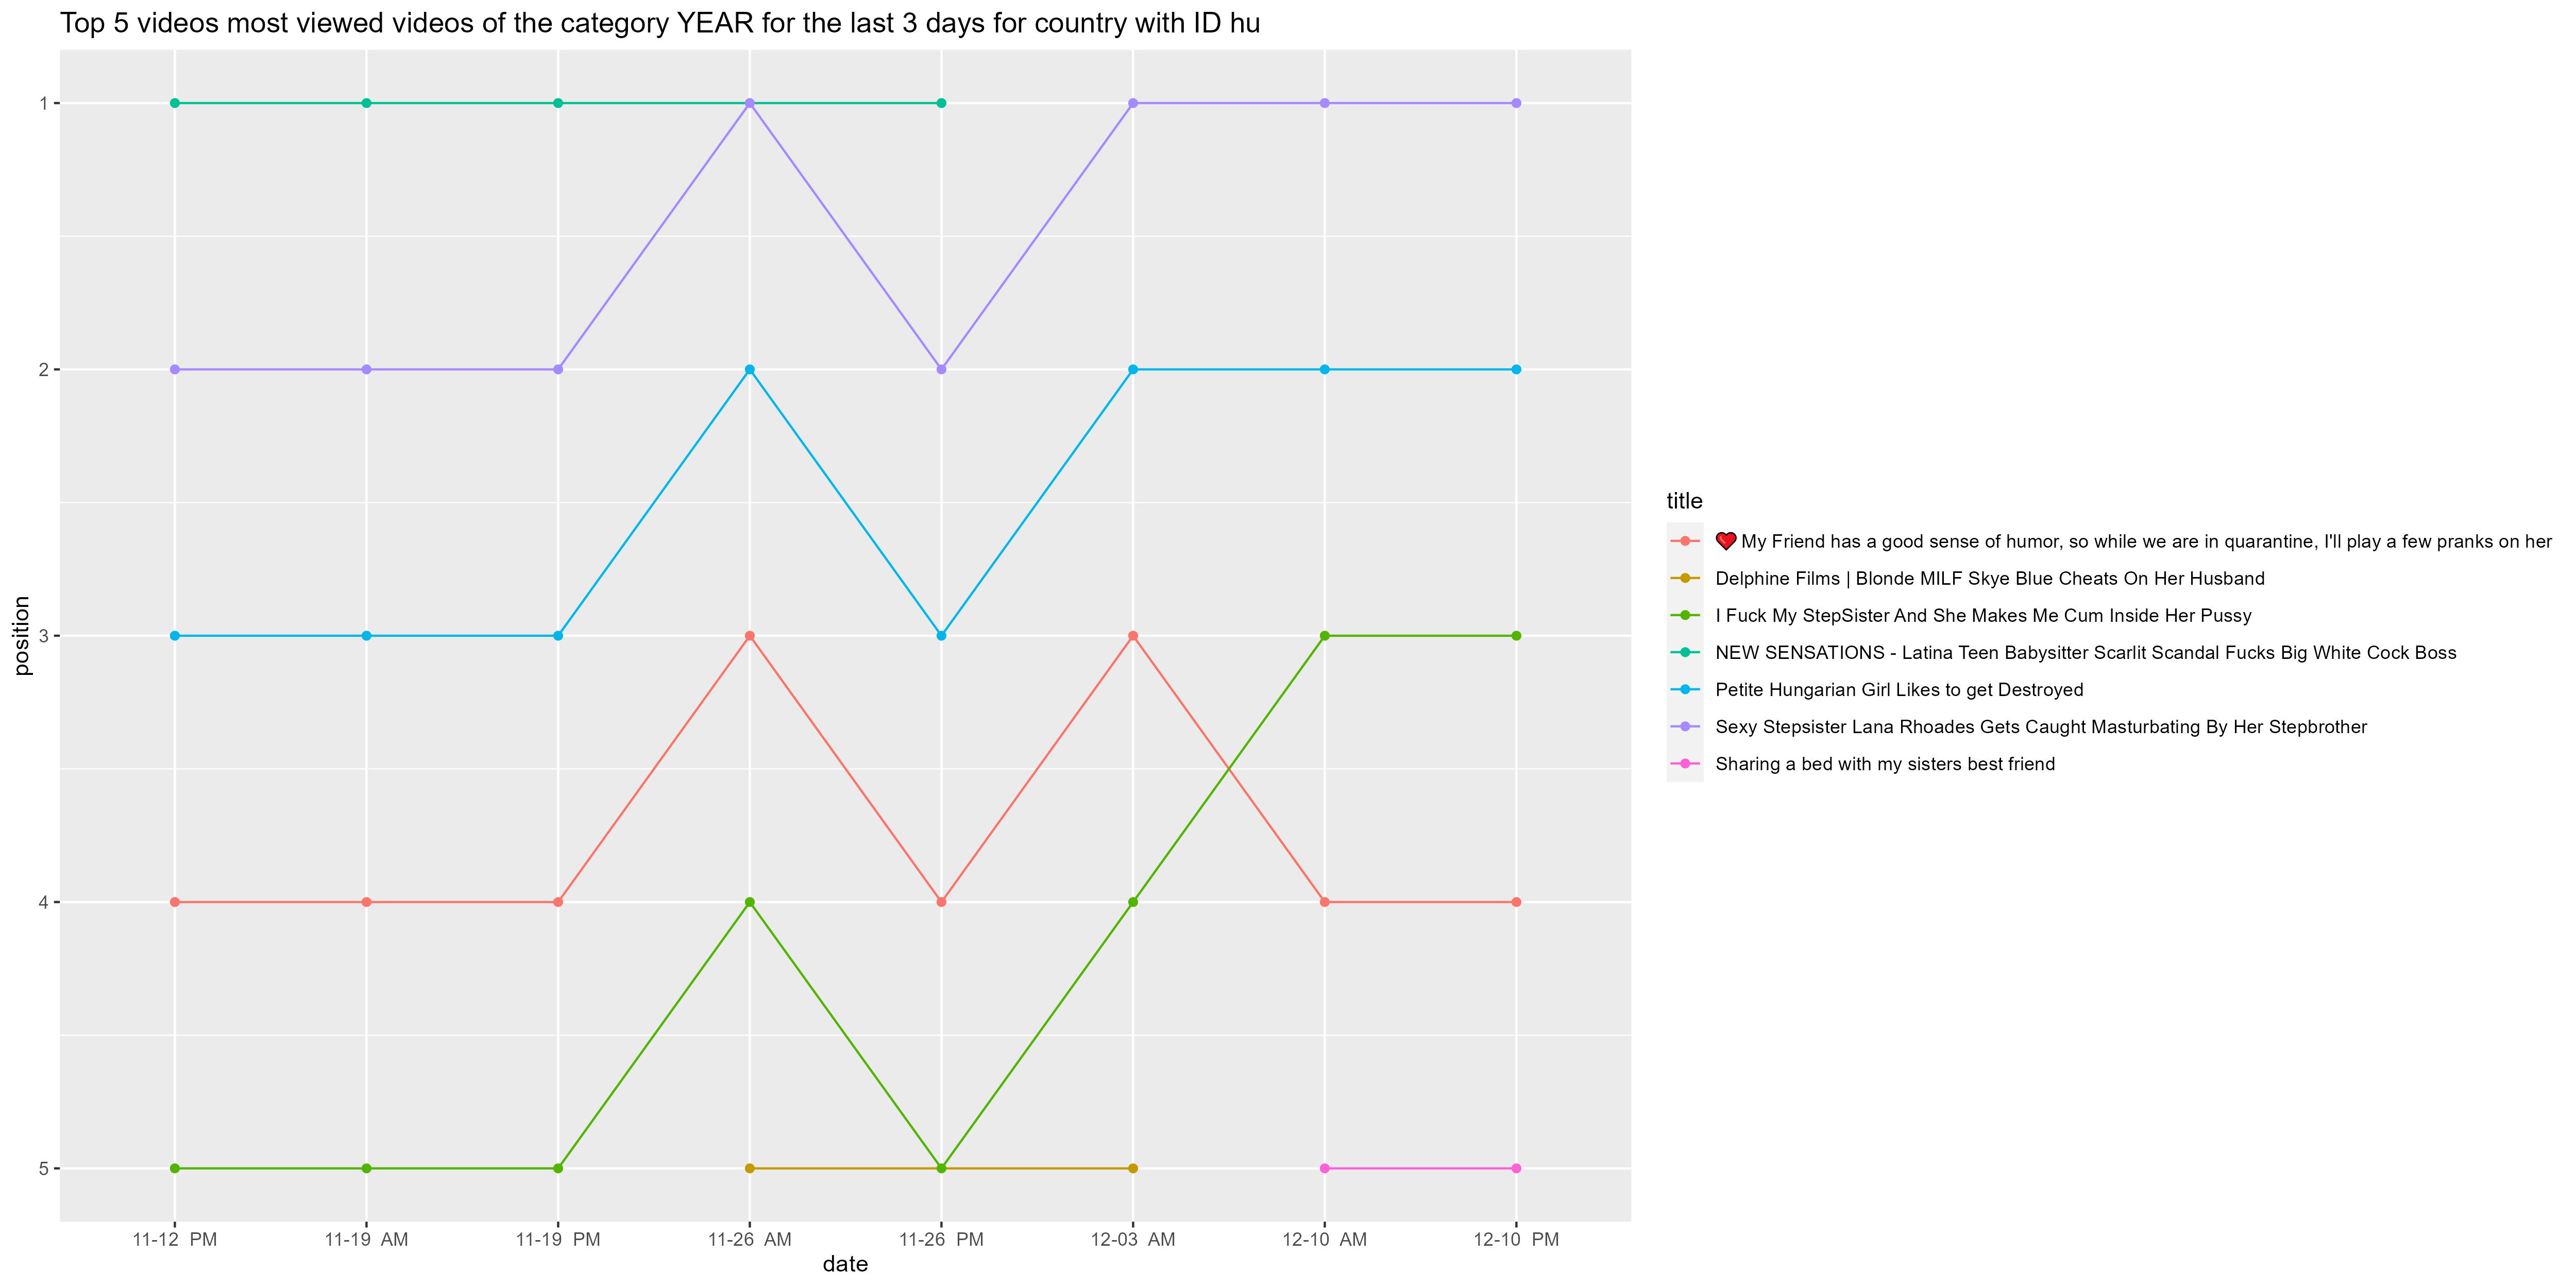 Top 5 videos most viewed videos of the category YEAR for the last 3 days for country with ID hu
position
1
2
3
4
5
11-12  PM
11-19  AM
11-19  PM
11-26  AM
11-26  PM
12-03  AM
12-10  AM
12-10  PM
date
title
❤️ My Friend has a good sense of humor, so while we are in quarantine, I'll play a few pranks on her
Delphine Films | Blonde MILF Skye Blue Cheats On Her Husband
I Fuck My StepSister And She Makes Me Cum Inside Her Pussy
NEW SENSATIONS - Latina Teen Babysitter Scarlit Scandal Fucks Big White Cock Boss
Petite Hungarian Girl Likes to get Destroyed
Sexy Stepsister Lana Rhoades Gets Caught Masturbating By Her Stepbrother
Sharing a bed with my sisters best friend